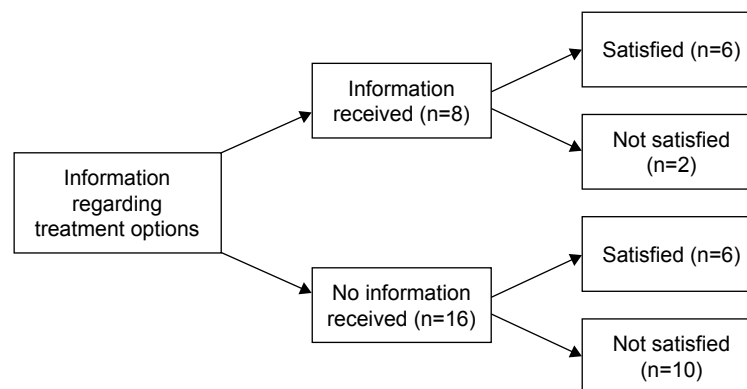 Information
regarding
treatment options
Information
received (n=8)
Satisfied (n=6)
Not satisfied
(n=2)
No information
received (n=16)
Satisfied (n=6)
Not satisfied
(n=10)